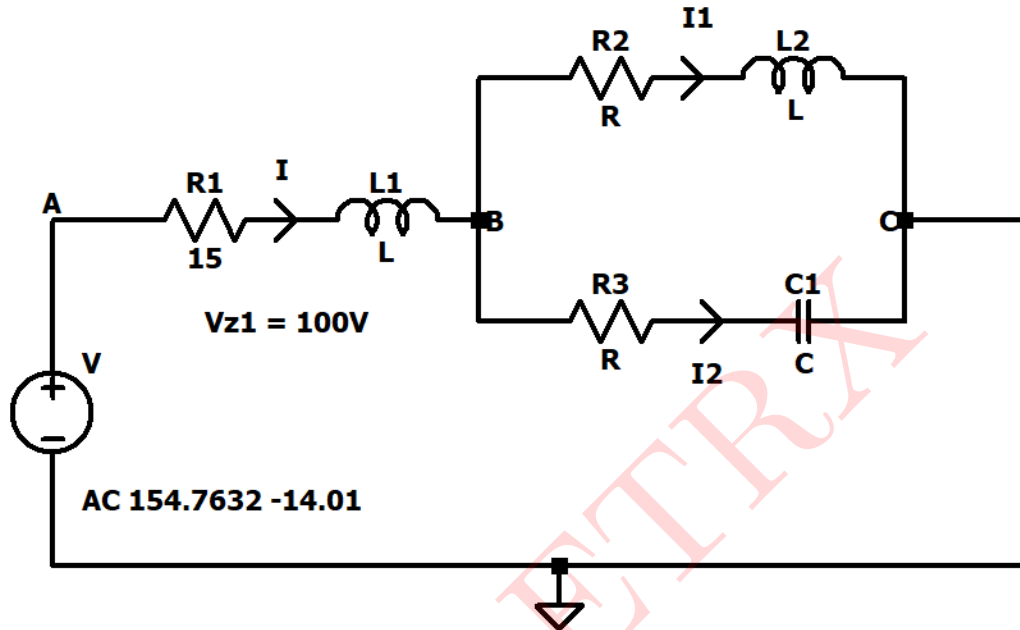 I1
R2
L2
R
L
I
A
R1
L1
B
C
15
L
R3
C1
Vz1 = 100V
R
C
V
I2
AC 154.7632 -14.01
ETRX